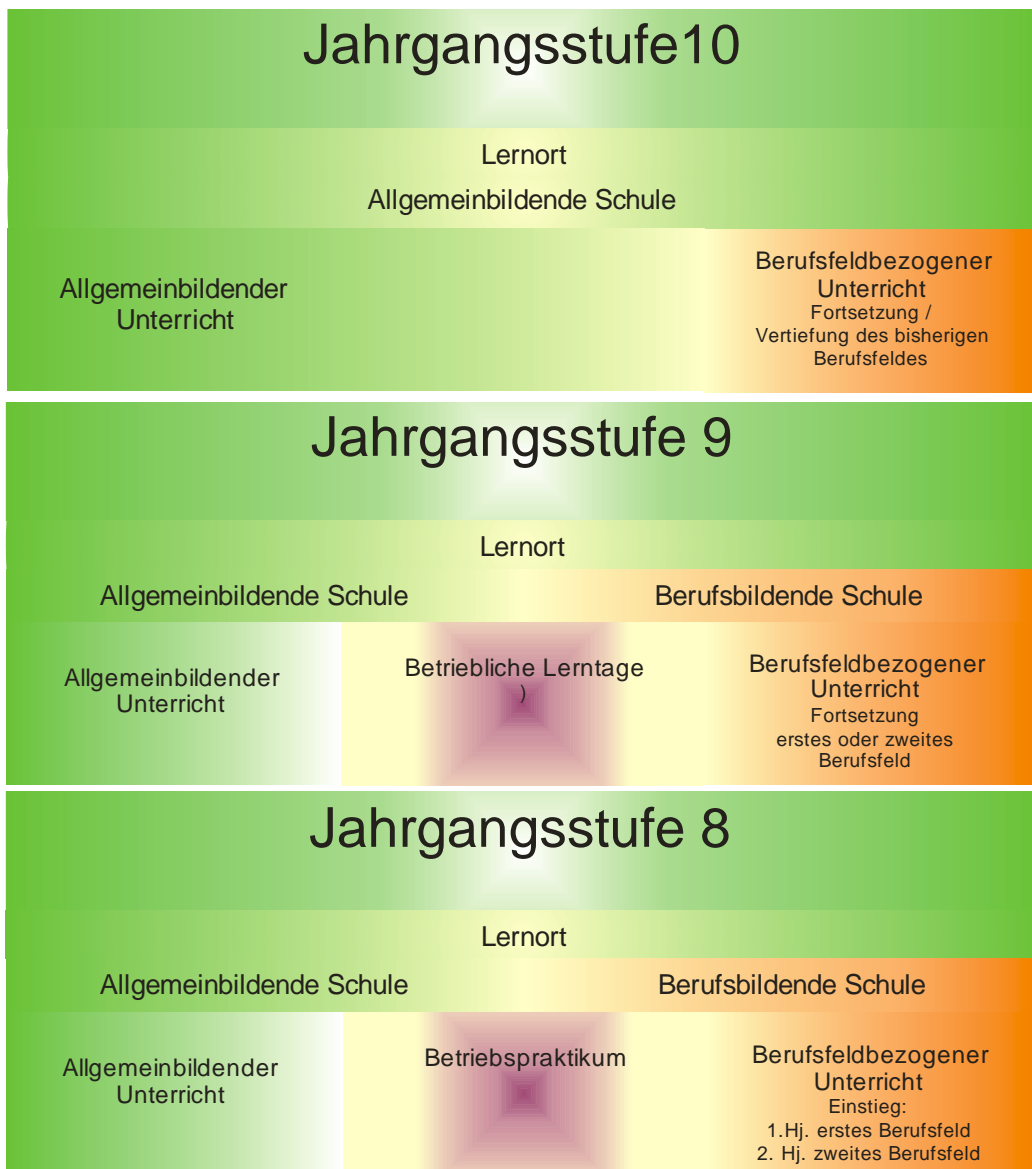 Jahrgangsstufe10
Lernort
Allgemeinbildende Schule
Allgemeinbildender
Unterricht
Berufsfeldbezogener
Unterricht
Fortsetzung /
Vertiefung des bisherigen
Berufsfeldes
Jahrgangsstufe 9
Lernort
Allgemeinbildende Schule
Berufsbildende Schule
Allgemeinbildender
Unterricht
Betriebliche Lerntage
)
Berufsfeldbezogener
Unterricht
Fortsetzung
erstes oder zweites
Berufsfeld
Jahrgangsstufe 8
Lernort
Allgemeinbildende Schule
Berufsbildende Schule
Allgemeinbildender
Unterricht
Betriebspraktikum
Berufsfeldbezogener
Unterricht
Einstieg:
1.Hj. erstes Berufsfeld
2. Hj. zweites Berufsfeld